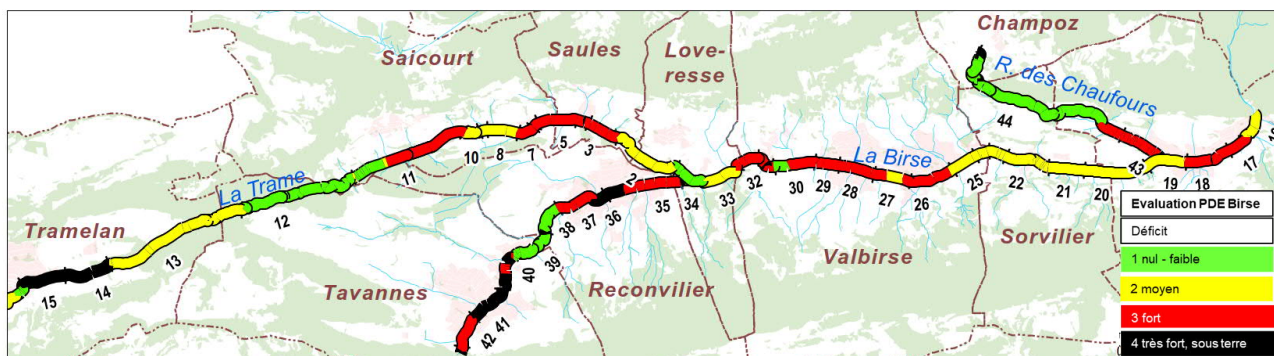 Champoz
Saules
Love-
resse
Saicourt
R. des Chaufours
44
10
8
7
5
3
La Trame
11
12
La Birse
43
19
18
17
2
32
30
29
28
27
26
25
22
21
20
33
34
35
36
37
38
39
40
Tramelan
13
14
15
Valbirse
Sorvilier
Tavannes
Reconvilier
41
42
Evaluation PDE Birse
Déficit
1 nul - faible
2 moyen
3 fort
4 très fort, sous terre